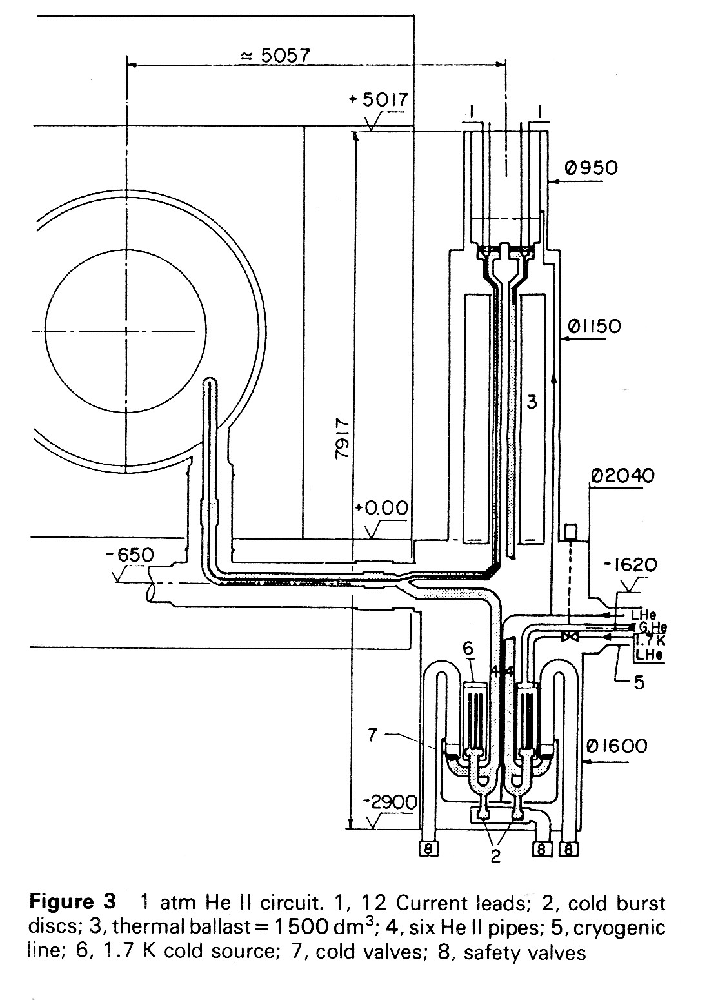 ≃ 5057
+ 5017
1 1
Ø950
Ø1150
3
7917
Ø2040
+0.00
-650
-1620
LHe
G.He
1.7 K
LHe
6
4 4
5
7
Ø1600
-2900
8 8 8
2
Figure 3 1 atm He II circuit. 1, 12 Current leads; 2, cold burst
discs; 3, thermal ballast = 1500 dm³; 4, six He II pipes; 5, cryogenic
line; 6, 1.7 K cold source; 7, cold valves; 8, safety valves